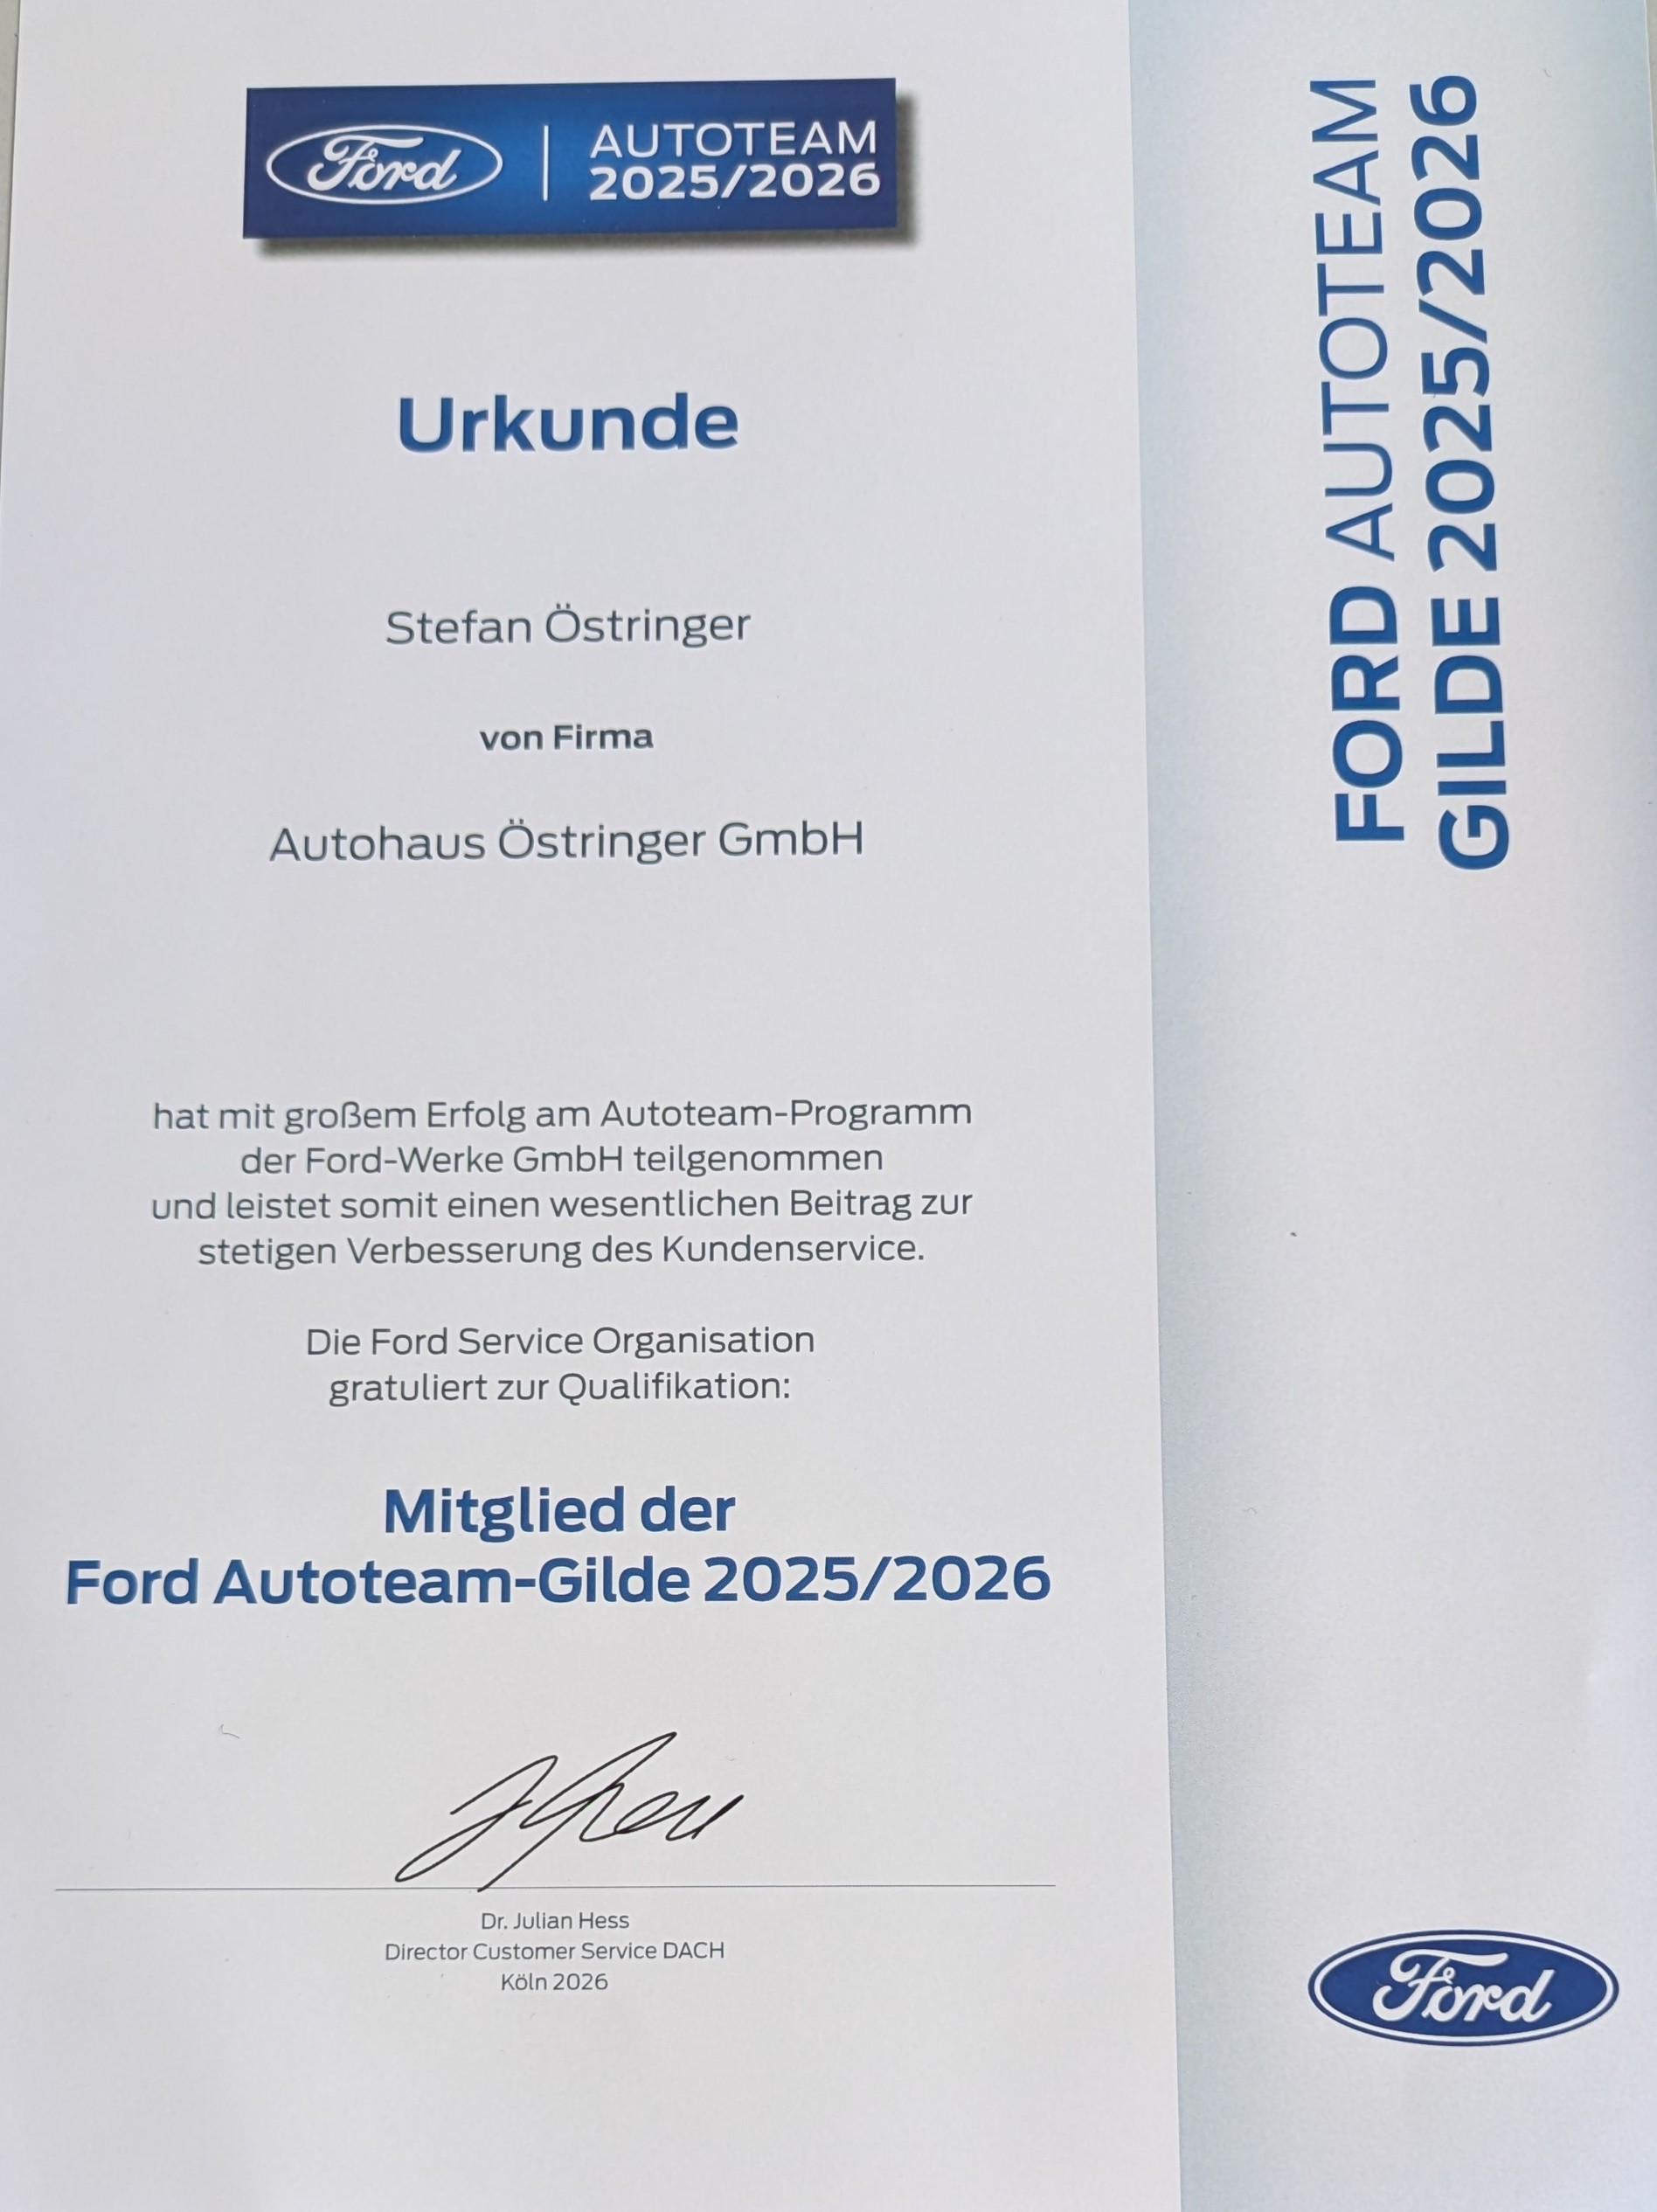 Ford | AUTOTEAM
2025/2026
Urkunde
Stefan Östringer
von Firma
Autohaus Östringer GmbH
hat mit großem Erfolg am Autoteam-Programm
der Ford-Werke GmbH teilgenommen
und leistet somit einen wesentlichen Beitrag zur
stetigen Verbesserung des Kundenservice.
Die Ford Service Organisation
gratuliert zur Qualifikation:
Mitglied der
Ford Autoteam-Gilde 2025/2026
Dr. Julian Hess
Director Customer Service DACH
Köln 2026
FORD AUTOTEAM
GILDE 2025/2026
Ford